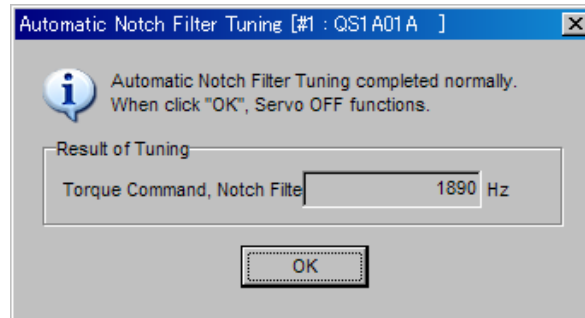 Automatic Notch Filter Tuning [#1 : QS1A01A   ]
Automatic Notch Filter Tuning completed normally.
When click "OK", Servo OFF functions.
Result of Tuning
Torque Command, Notch Filte 1890 Hz
OK